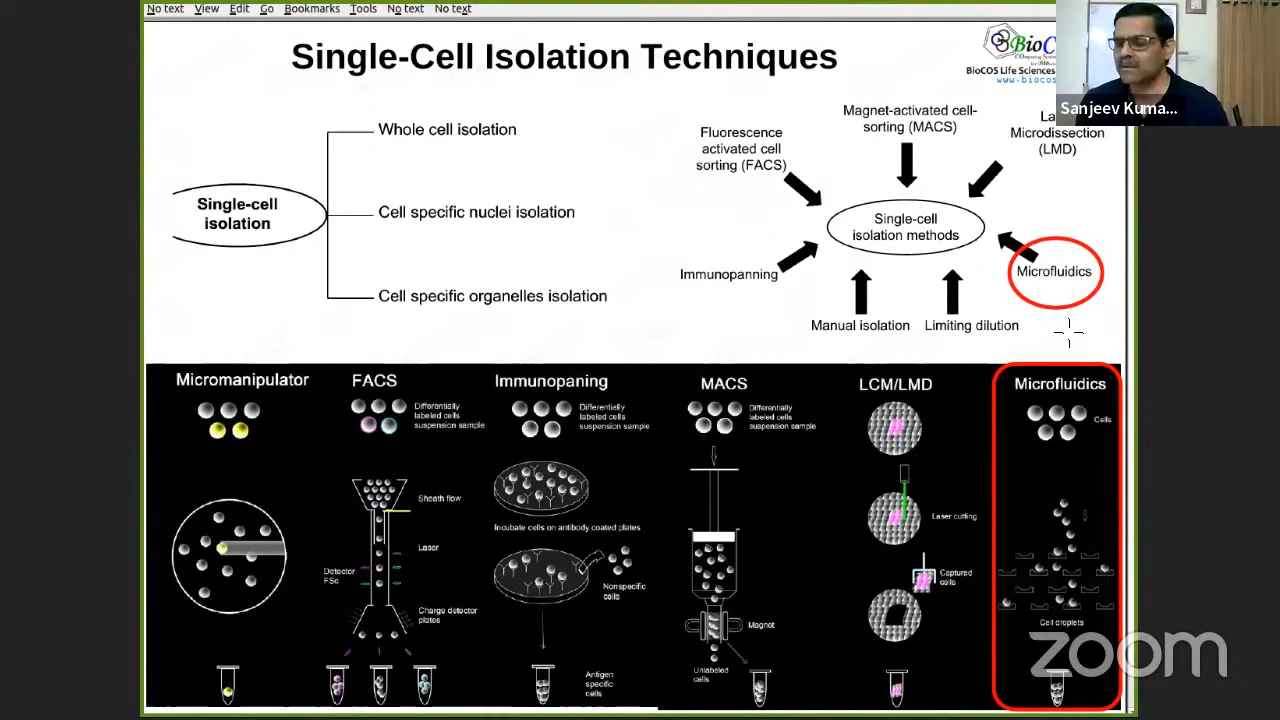 No text View Edit Go Bookmarks Tools No text No text
Single-Cell Isolation Techniques
BioC
BioCOS Life Sciences
www.biocos
Sanjeev Kuma...
Single-cell
isolation
Whole cell isolation
Cell specific nuclei isolation
Cell specific organelles isolation
Fluorescence
activated cell
sorting (FACS)
Magnet-activated cell-
sorting (MACS)
La
Microdissection
(LMD)
Single-cell
isolation methods
Immunopanning
Microfluidics
Manual isolation
Limiting dilution
Micromanipulator
FACS
Differentially
labeled cells
suspension sample
Sheath flow
Laser
Detector
FSc
Charge detector
plates
Immunopaning
Differentially
labeled cells
suspension sample
Incubate cells on antibody coated plates
Nonspecific
cells
Antigen
specific
cells
MACS
Differentially
labeled cells
suspension sample
Magnet
Unlabeled
cells
LCM/LMD
Laser cutting
Captured
cells
Microfluidics
Cells
Cell droplets
zoom